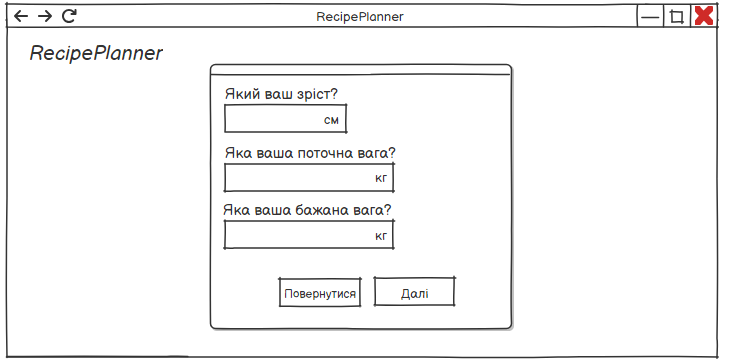 RecipePlanner
RecipePlanner
Який ваш зріст?
см
Яка ваша поточна вага?
кг
Яка ваша бажана вага?
кг
Повернутися Далі